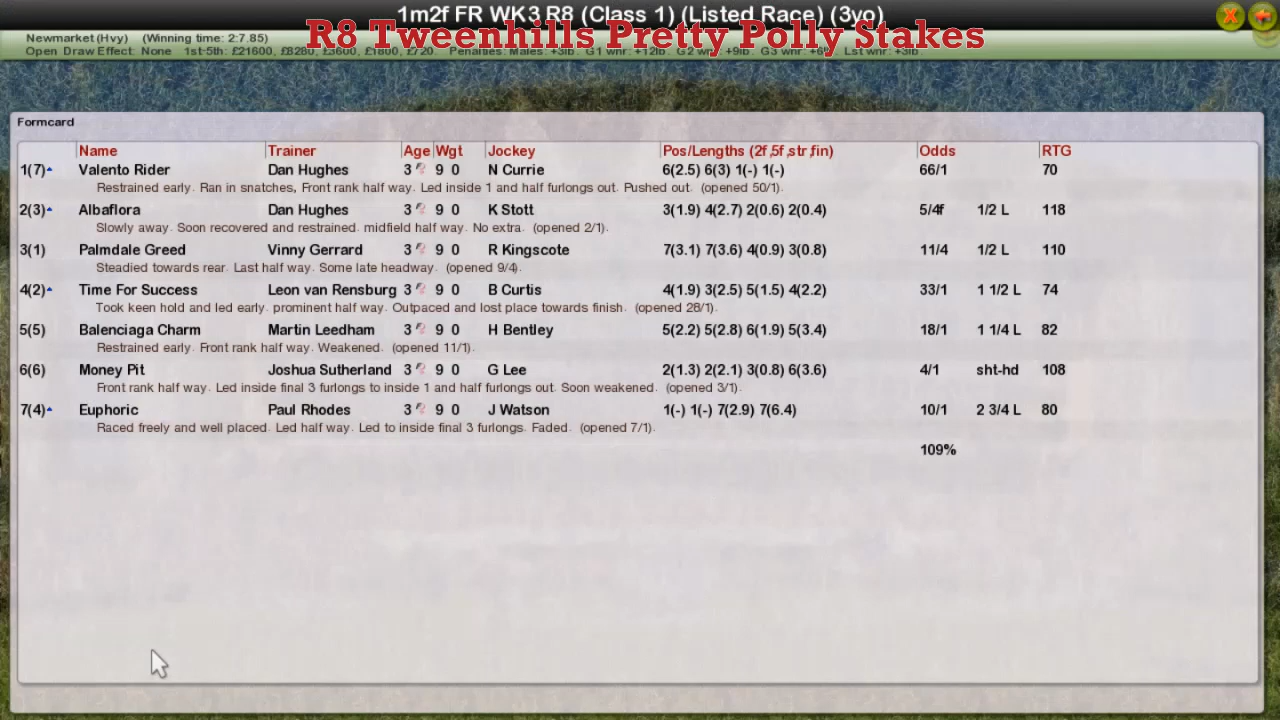 1m2f FR WK3 R8 (Class 1) (Listed Race) (3yo)
R8 Tweenhills Pretty Polly Stakes
Newmarket (Hvy) (Winning time: 2:7.85)
Open Draw Effect: None 1st-5th: £21600, £8280, £3600, £1800, £720. Penalties: Males +3lb. G1 wnr: +12lb. G2 wnr: +9lb. G3 wnr: Lst wnr: +3lb.
Formcard
Name Trainer Age Wgt Jockey Pos/Lengths (2f,5f,str,fin) Odds RTG
1(7) Valento Rider Dan Hughes 3 9 0 N Currie 6(2.5) 6(3) 1(-) 1(-) 66/1 70
Restrained early. Ran in snatches, Front rank half way. Led inside 1 and half furlongs out. Pushed out. (opened 50/1).
2(3) Albaflora Dan Hughes 3 9 0 K Stott 3(1.9) 4(2.7) 2(0.6) 2(0.4) 5/4f 1/2 L 118
Slowly away. Soon recovered and restrained. midfield half way. No extra. (opened 2/1).
3(1) Palmdale Greed Vinny Gerrard 3 9 0 R Kingscote 7(3.1) 7(3.6) 4(0.9) 3(0.8) 11/4 1/2 L 110
Steadied towards rear. Last half way. Some late headway. (opened 9/4).
4(2) Time For Success Leon van Rensburg 3 9 0 B Curtis 4(1.9) 3(2.5) 5(1.5) 4(2.2) 33/1 1 1/2 L 74
Took keen hold and led early. prominent half way. Outpaced and lost place towards finish. (opened 28/1).
5(5) Balenciaga Charm Martin Leedham 3 9 0 H Bentley 5(2.2) 5(2.8) 6(1.9) 5(3.4) 18/1 1 1/4 L 82
Restrained early. Front rank half way. Weakened. (opened 11/1).
6(6) Money Pit Joshua Sutherland 3 9 0 G Lee 2(1.3) 2(2.1) 3(0.8) 6(3.6) 4/1 sht-hd 108
Front rank half way. Led inside final 3 furlongs to inside 1 and half furlongs out. Soon weakened. (opened 3/1).
7(4) Euphoric Paul Rhodes 3 9 0 J Watson 1(-) 1(-) 7(2.9) 7(6.4) 10/1 2 3/4 L 80
Raced freely and well placed. Led half way. Led to inside final 3 furlongs. Faded. (opened 7/1).
109%